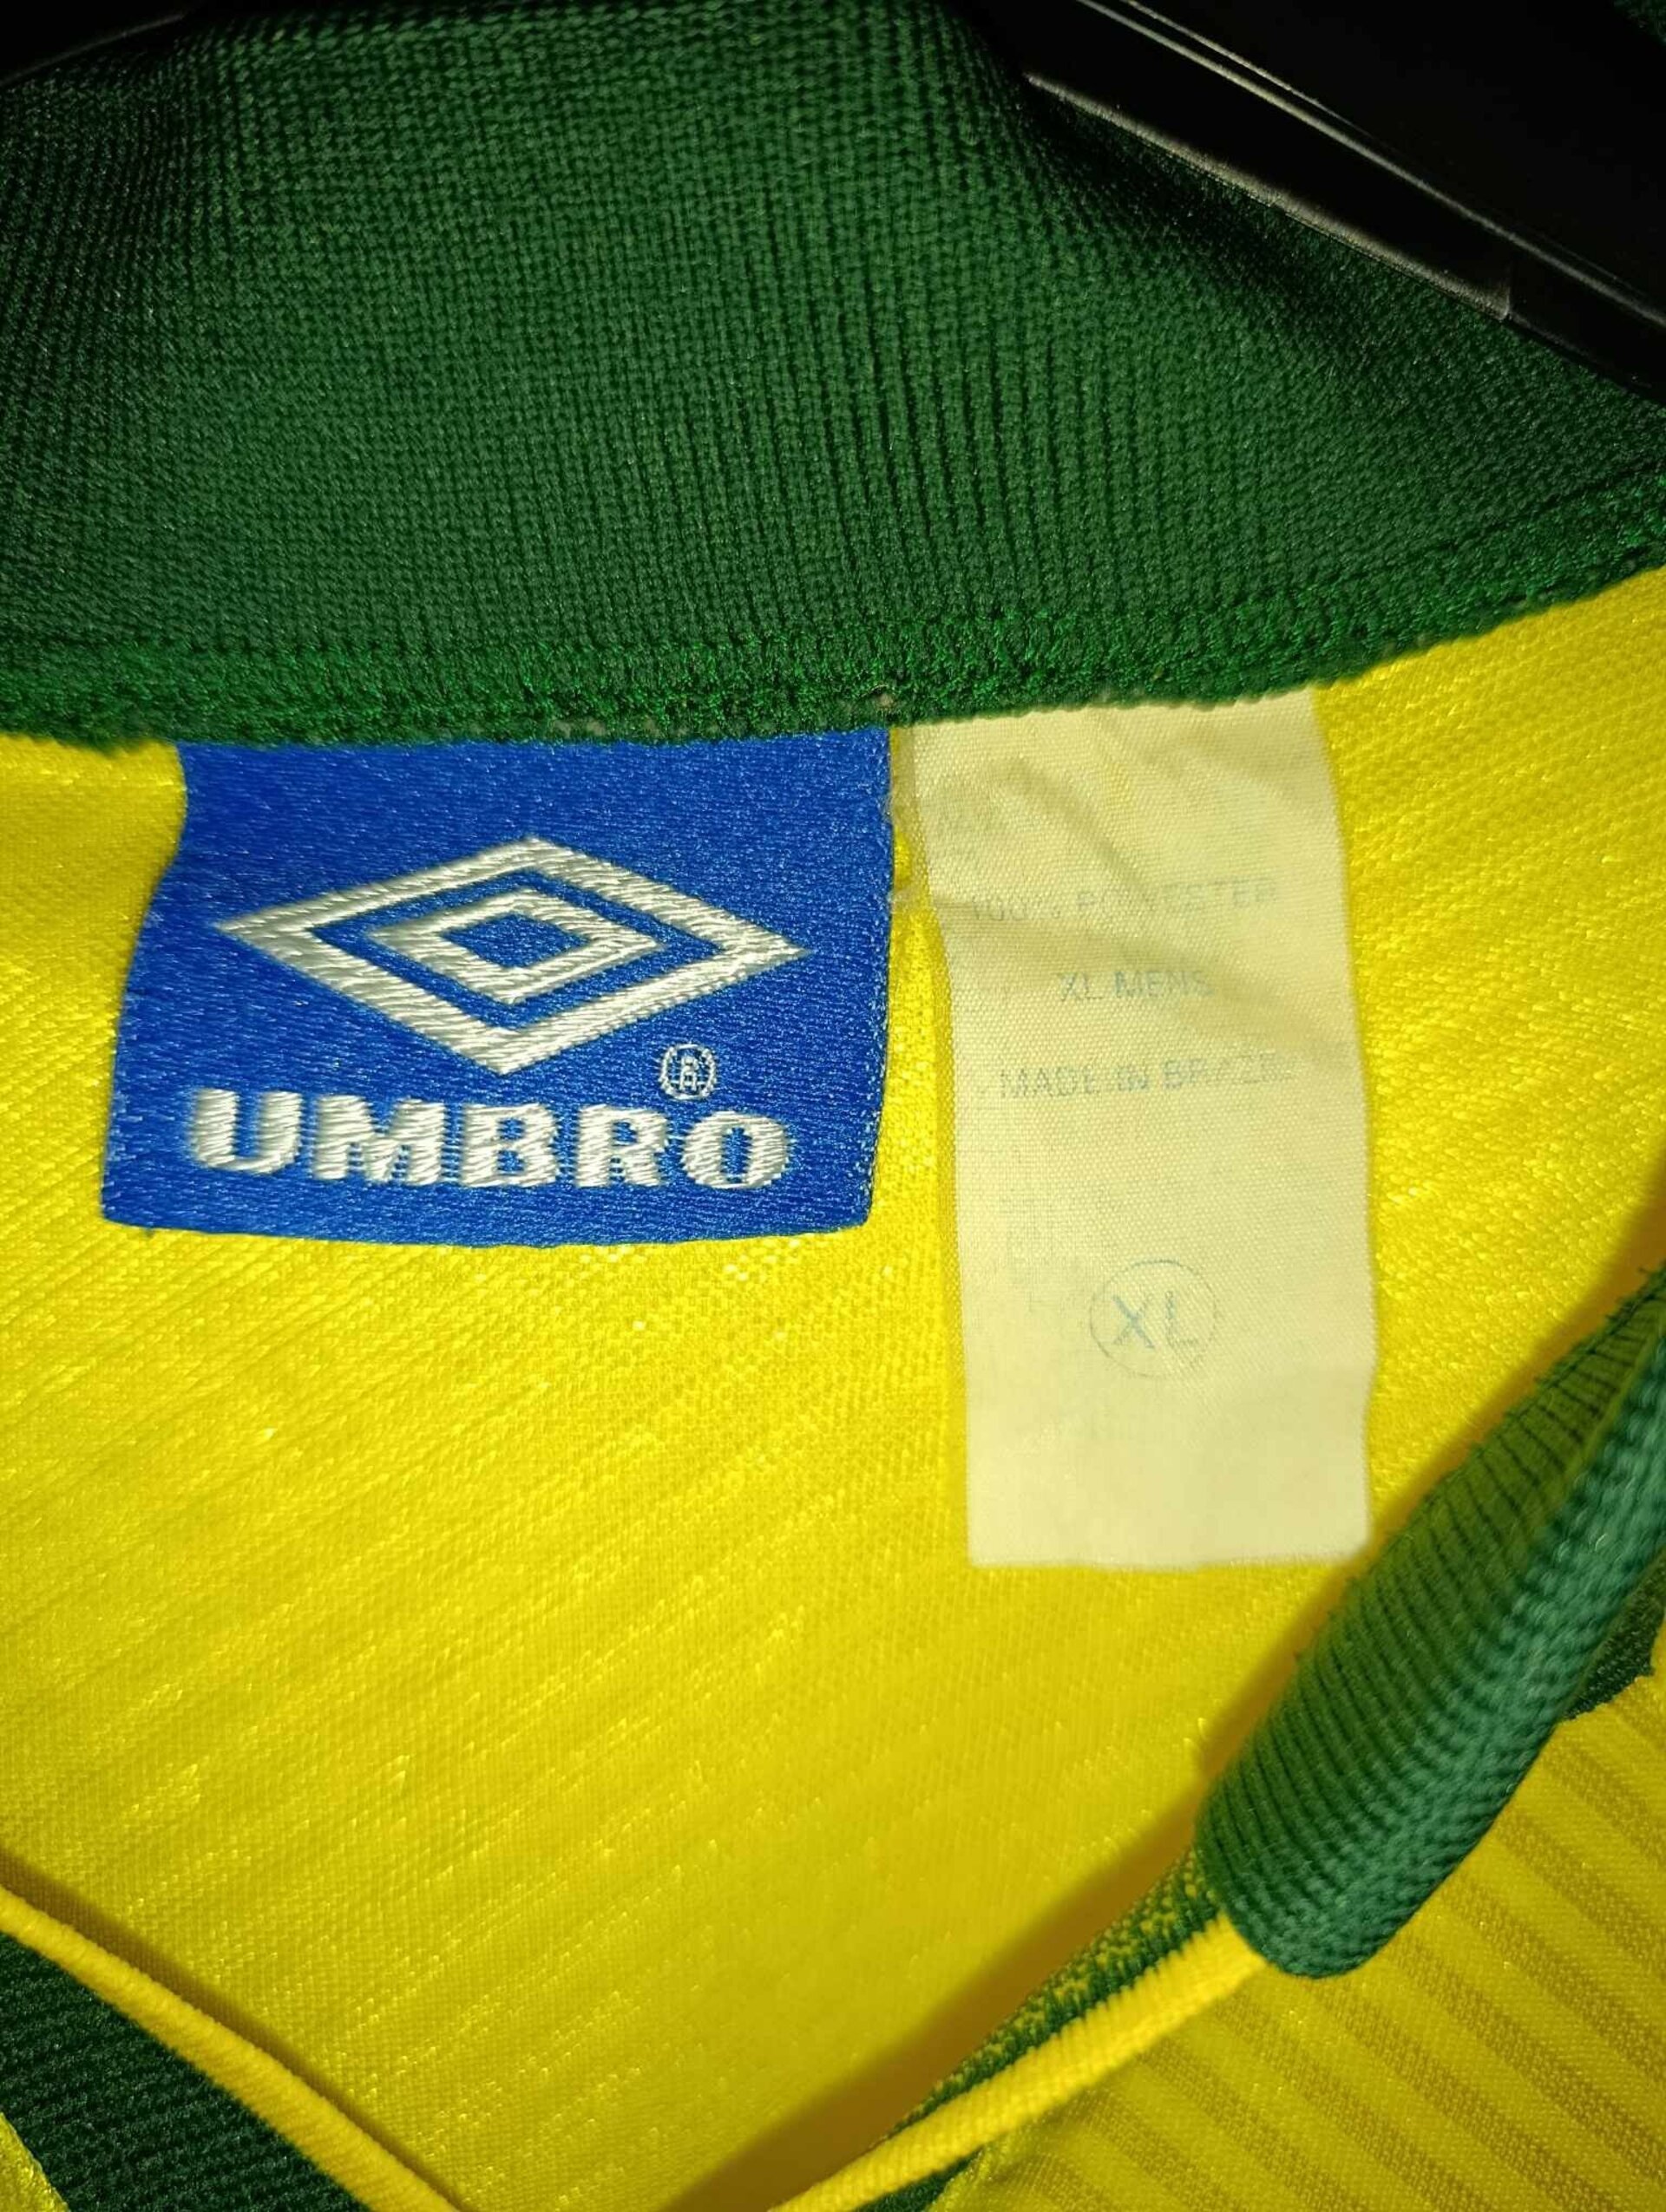 ®
UMBRO
100% POLYESTER
XL MENS
MADE IN BRAZIL
XL